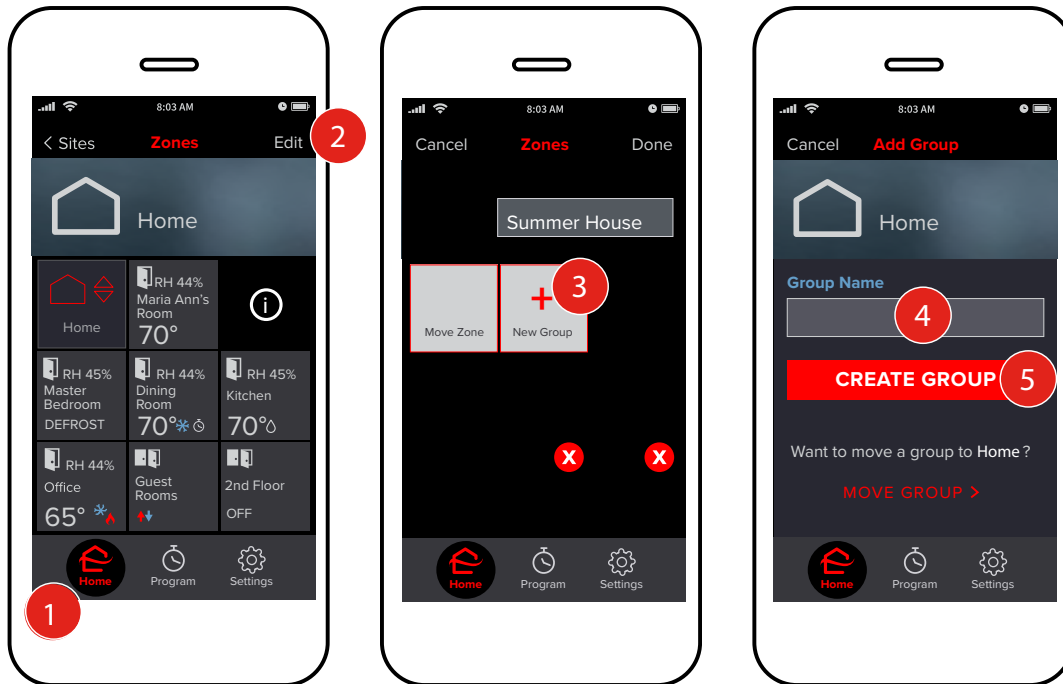 8:03 AM
< Sites Zones Edit
2
Home
RH 44%
Maria Ann's
Room
70°
Home
i
RH 45%
Master
Bedroom
DEFROST
RH 44%
Dining
Room
70°
RH 45%
Kitchen
70°
RH 44%
Office
65°
Guest
Rooms
2nd Floor
OFF
Home Program Settings
1
8:03 AM
Cancel Zones Done
Summer House
+
3
Move Zone
New Group
X X
Home Program Settings
8:03 AM
Cancel Add Group
Home
Group Name
4
CREATE GROUP
5
Want to move a group to Home ?
MOVE GROUP >
Home Program Settings